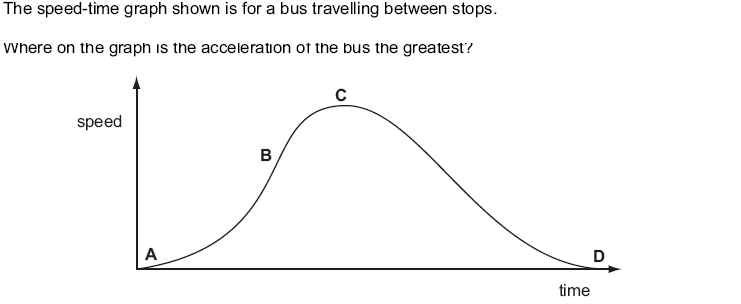 The speed-time graph shown is for a bus travelling between stops.
Where on the graph is the acceleration of the bus the greatest?
C
speed
B
A
D
time